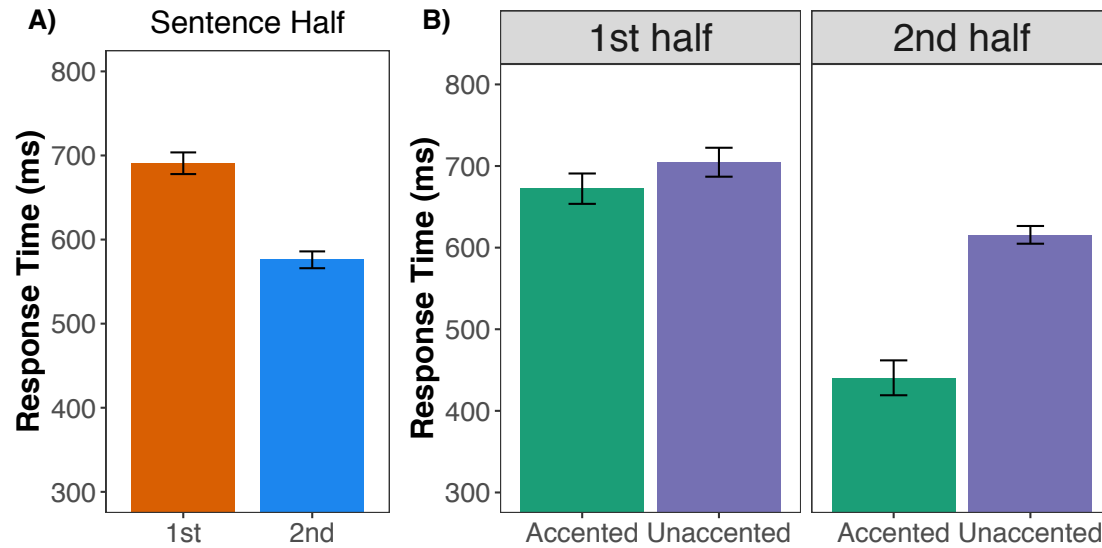 A)
Sentence Half
Response Time (ms)
800
700
600
500
400
300
1st
2nd
B)
1st half
2nd half
Response Time (ms)
800
700
600
500
400
300
Accented
Unaccented
Accented
Unaccented